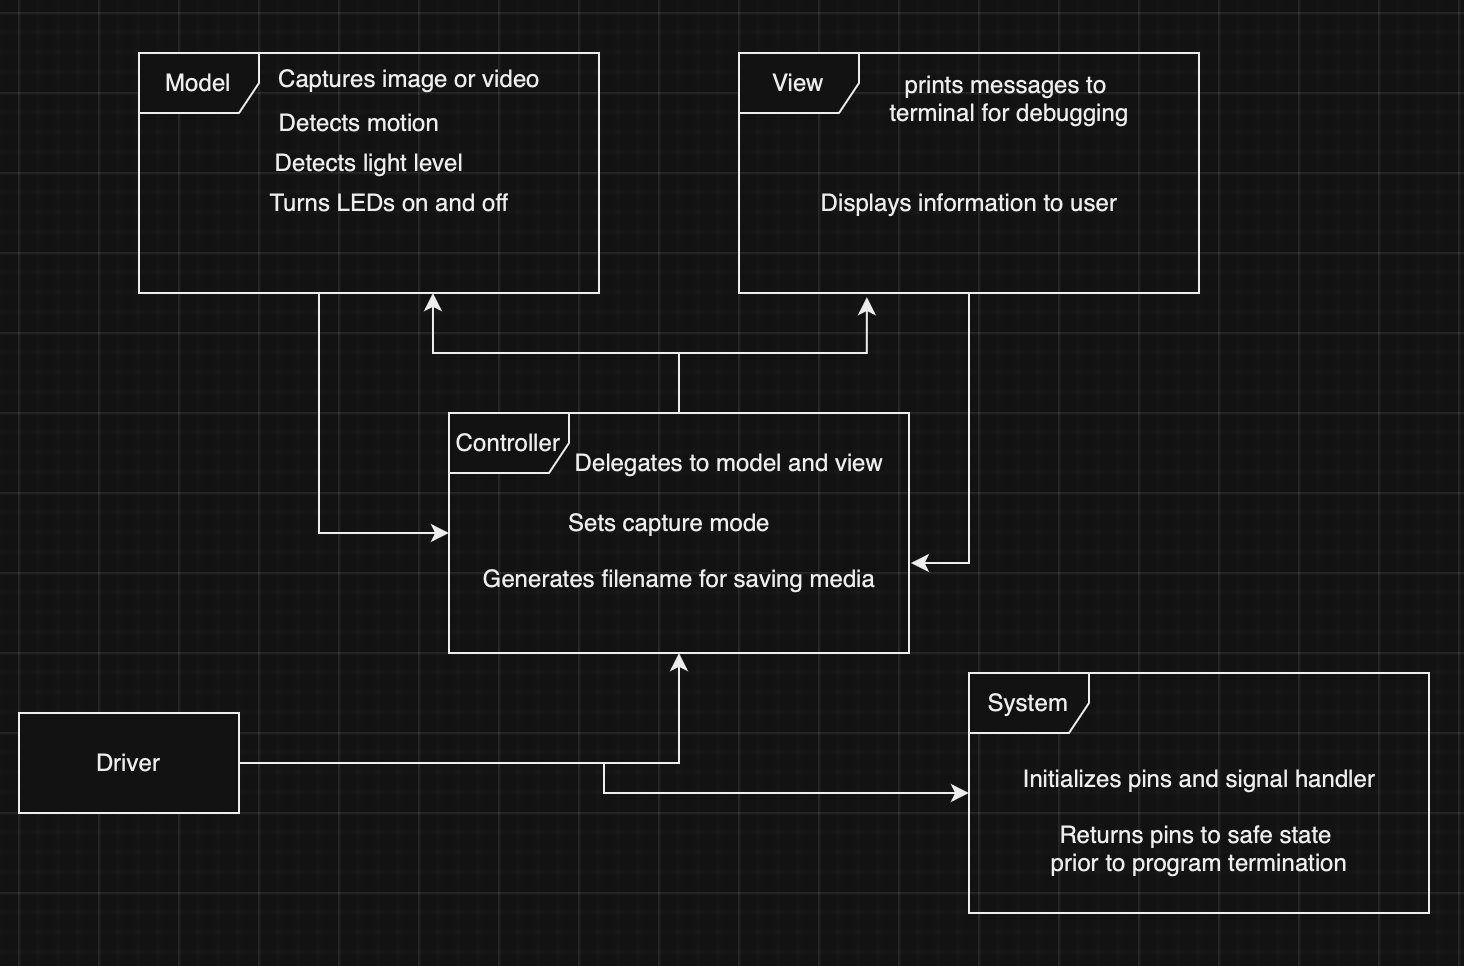 Model
Captures image or video
Detects motion
Detects light level
Turns LEDs on and off
View
prints messages to
terminal for debugging
Displays information to user
Controller
Delegates to model and view
Sets capture mode
Generates filename for saving media
Driver
System
Initializes pins and signal handler
Returns pins to safe state
prior to program termination